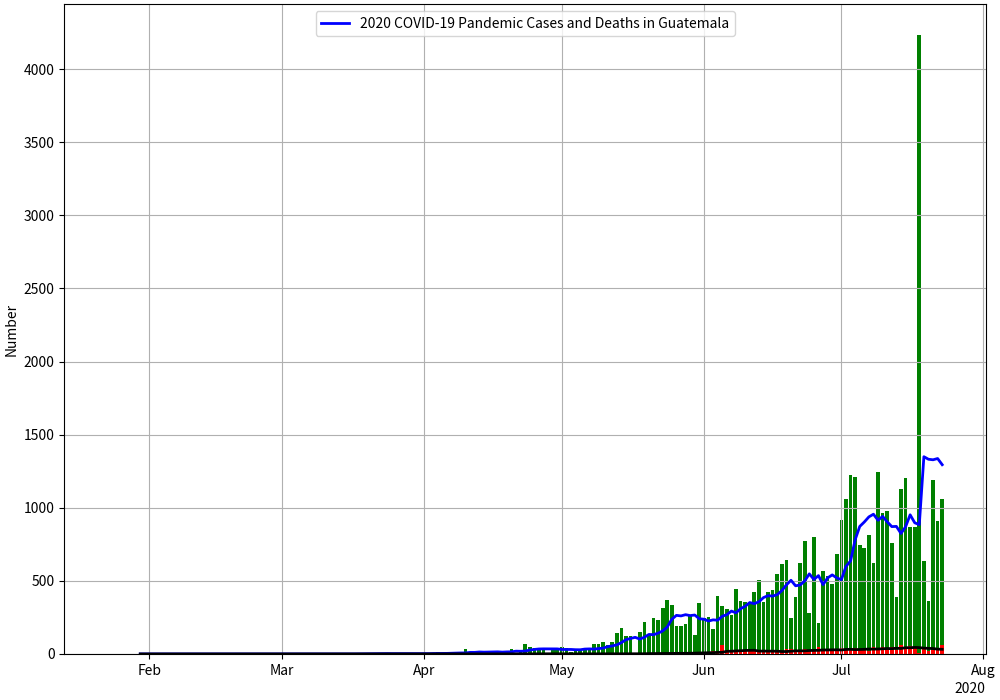 2020 COVID-19 Pandemic Cases and Deaths in Guatemala
Number
4000
3500
3000
2500
2000
1500
1000
500
0
Feb
Mar
Apr
May
Jun
Jul
Aug
2020